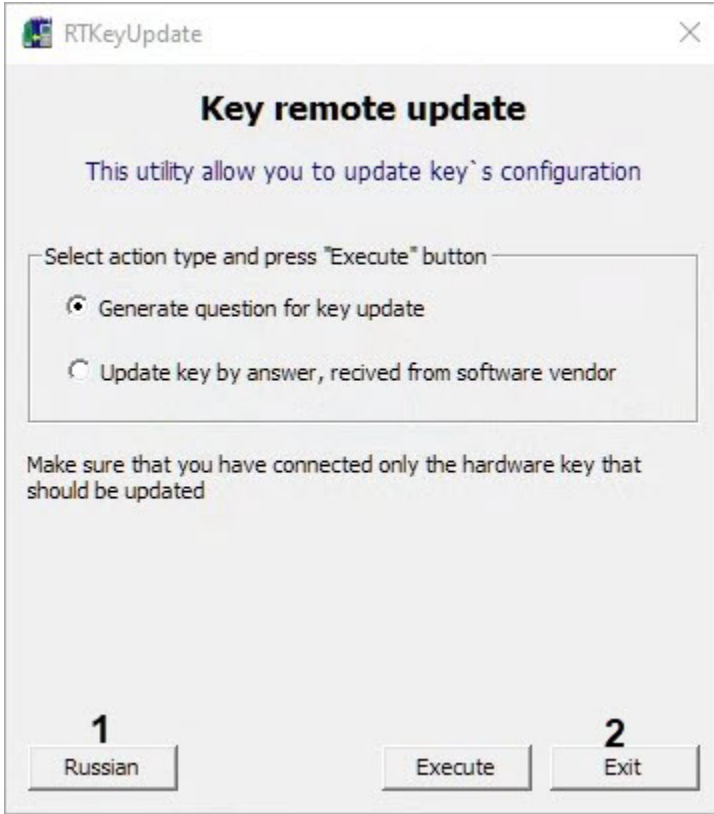 RTKeyUpdate
Key remote update
This utility allow you to update key`s configuration
Select action type and press "Execute" button
Generate question for key update
Update key by answer, recived from software vendor
Make sure that you have connected only the hardware key that
should be updated
1
2
Russian
Execute
Exit